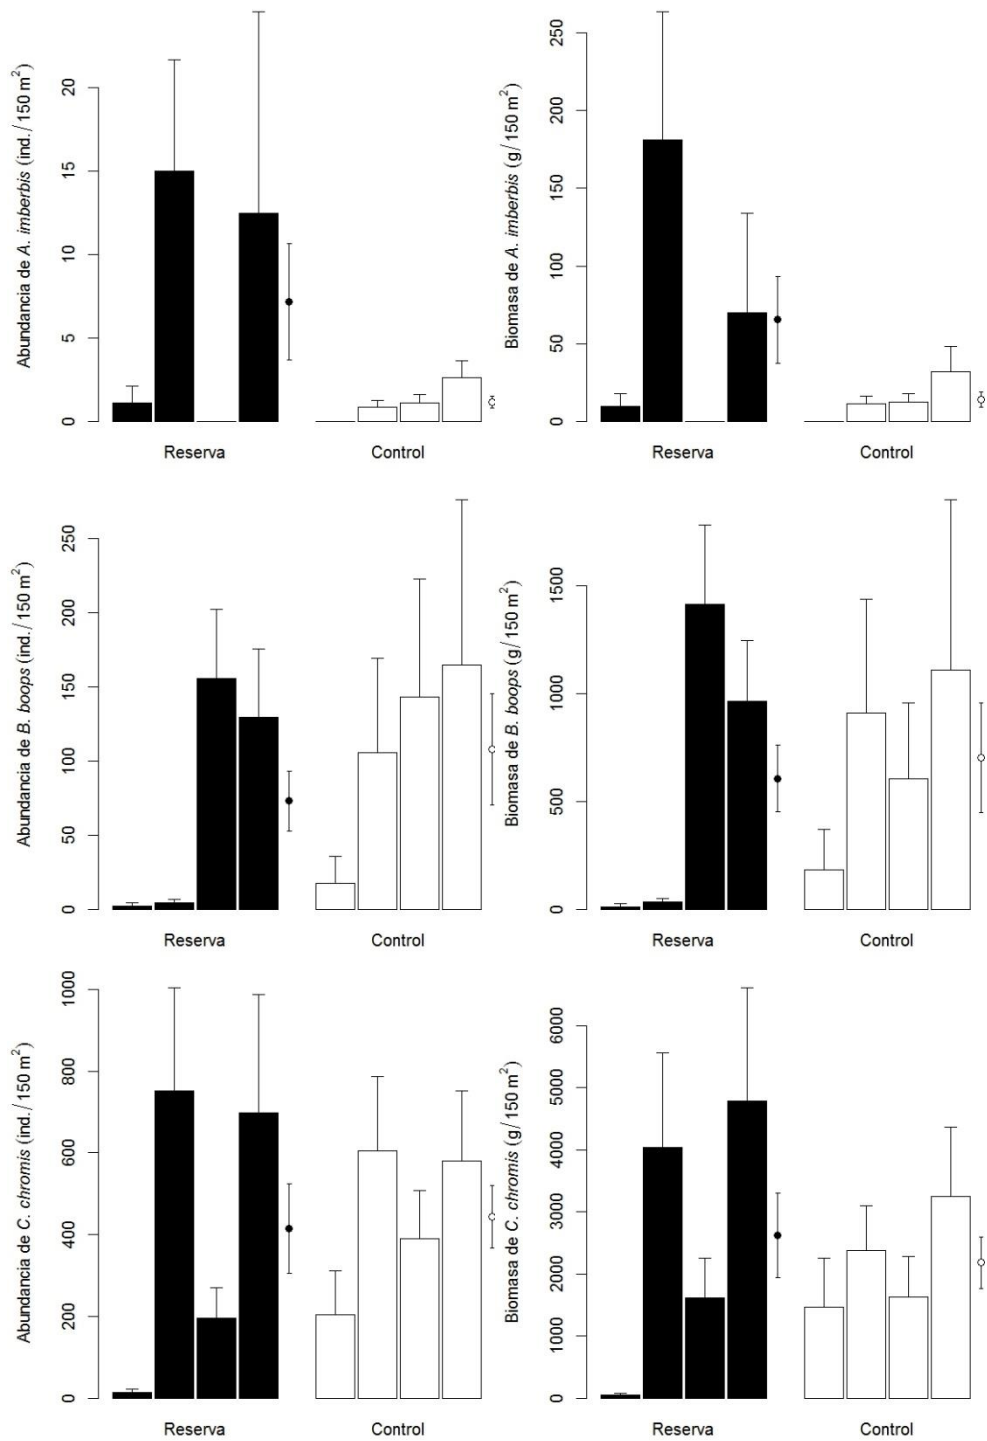 Abundancia de A. imberbis (ind./150 m²)
20
15
10
5
0
Reserva
Control
Biomasa de A. imberbis (g/150 m²)
250
200
150
100
50
0
Reserva
Control
Abundancia de B. boops (ind./150 m²)
250
200
150
100
50
0
Reserva
Control
Biomasa de B. boops (g/150 m²)
1500
1000
500
0
Reserva
Control
Abundancia de C. chromis (ind./150 m²)
1000
800
600
400
200
0
Reserva
Control
Biomasa de C. chromis (g/150 m²)
6000
5000
4000
3000
2000
1000
0
Reserva
Control